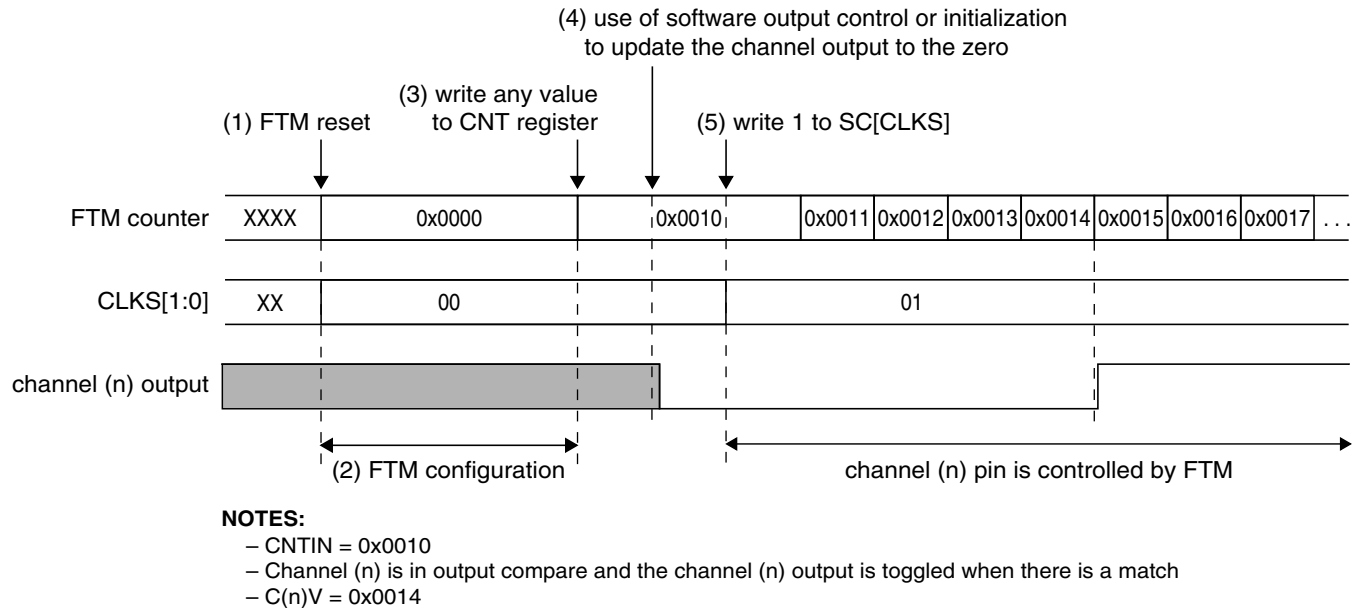 (4) use of software output control or initialization
to update the channel output to the zero
(3) write any value
to CNT register
(1) FTM reset
(5) write 1 to SC[CLKS]
FTM counter XXXX 0x0000 0x0010 0x0011 0x0012 0x0013 0x0014 0x0015 0x0016 0x0017 . . .
CLKS[1:0] XX 00 01
channel (n) output
(2) FTM configuration
channel (n) pin is controlled by FTM
NOTES:
– CNTIN = 0x0010
– Channel (n) is in output compare and the channel (n) output is toggled when there is a match
– C(n)V = 0x0014